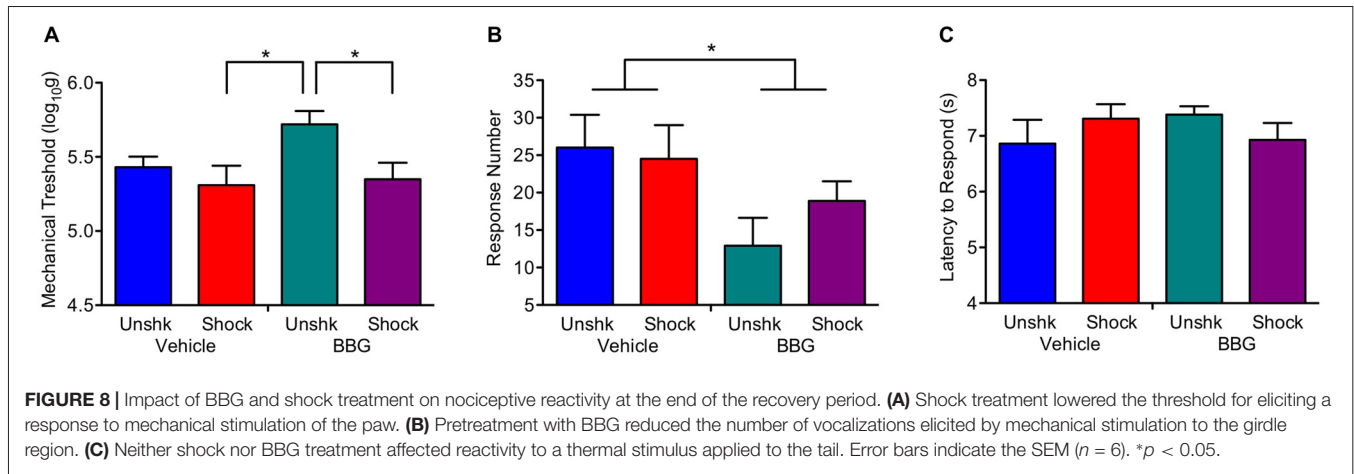 A
B
C
*
*
*
Mechanical Treshold (log10g)
6.0
5.5
5.0
4.5
Unshk Shock Unshk Shock
Vehicle BBG
Response Number
35
30
25
20
15
10
5
Unshk Shock Unshk Shock
Vehicle BBG
Latency to Respond (s)
8
7
6
5
4
Unshk Shock Unshk Shock
Vehicle BBG
FIGURE 8 | Impact of BBG and shock treatment on nociceptive reactivity at the end of the recovery period. (A) Shock treatment lowered the threshold for eliciting a
response to mechanical stimulation of the paw. (B) Pretreatment with BBG reduced the number of vocalizations elicited by mechanical stimulation to the girdle
region. (C) Neither shock nor BBG treatment affected reactivity to a thermal stimulus applied to the tail. Error bars indicate the SEM (n = 6). *p < 0.05.